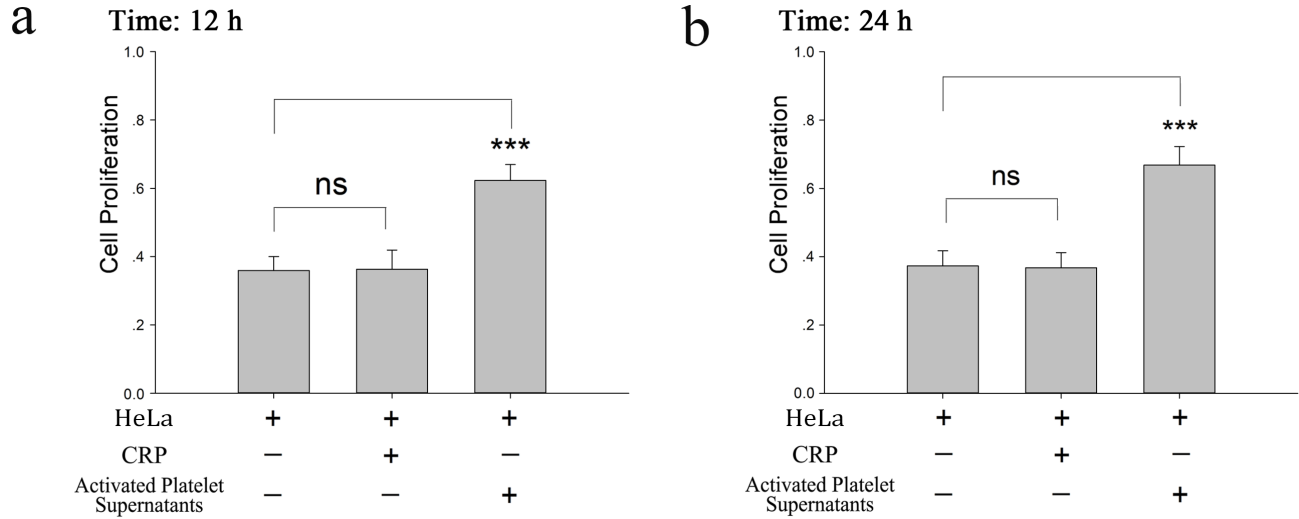 a
Time: 12 h
Cell Proliferation
1.0
.8
.6
.4
.2
0.0
***
ns
HeLa + + +
CRP − + −
Activated Platelet
Supernatants − − +
b
Time: 24 h
Cell Proliferation
1.0
.8
.6
.4
.2
0.0
***
ns
HeLa + + +
CRP − + −
Activated Platelet
Supernatants − − +